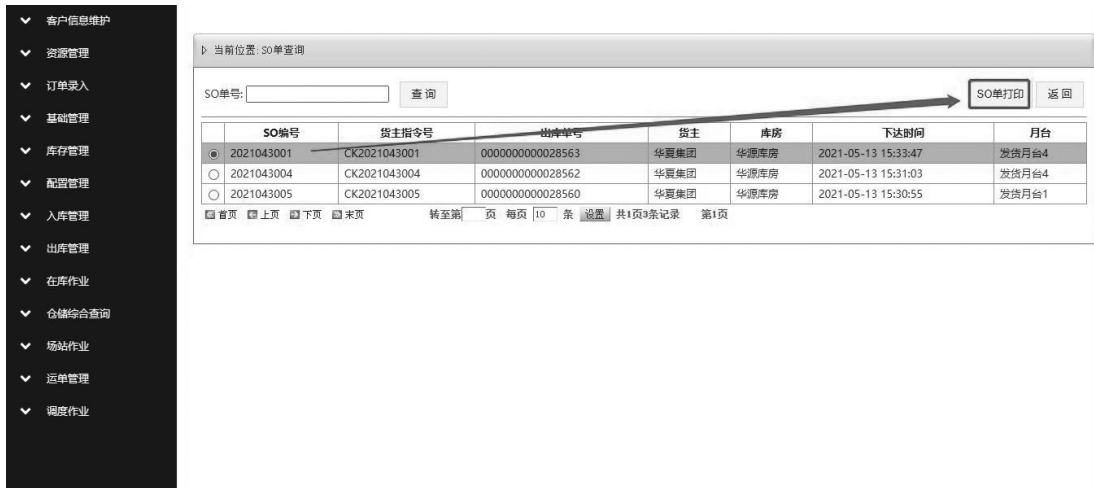 客户信息维护
资源管理
订单录入
基础管理
库存管理
配置管理
入库管理
出库管理
在库作业
仓储综合查询
场站作业
运单管理
调度作业
当前位置: SO单查询
SO单号: 查 询 SO单打印 返 回
SO编号 货主指令号 出库单号 货主 库房 下达时间 月台
2021043001 CK2021043001 0000000000028563 华夏集团 华源库房 2021-05-13 15:33:47 发货月台4
2021043004 CK2021043004 0000000000028562 华夏集团 华源库房 2021-05-13 15:31:03 发货月台4
2021043005 CK2021043005 0000000000028560 华夏集团 华源库房 2021-05-13 15:30:55 发货月台1
首页 上页 下页 末页 转至第 页 每页 10 条 设置 共1页3条记录 第1页